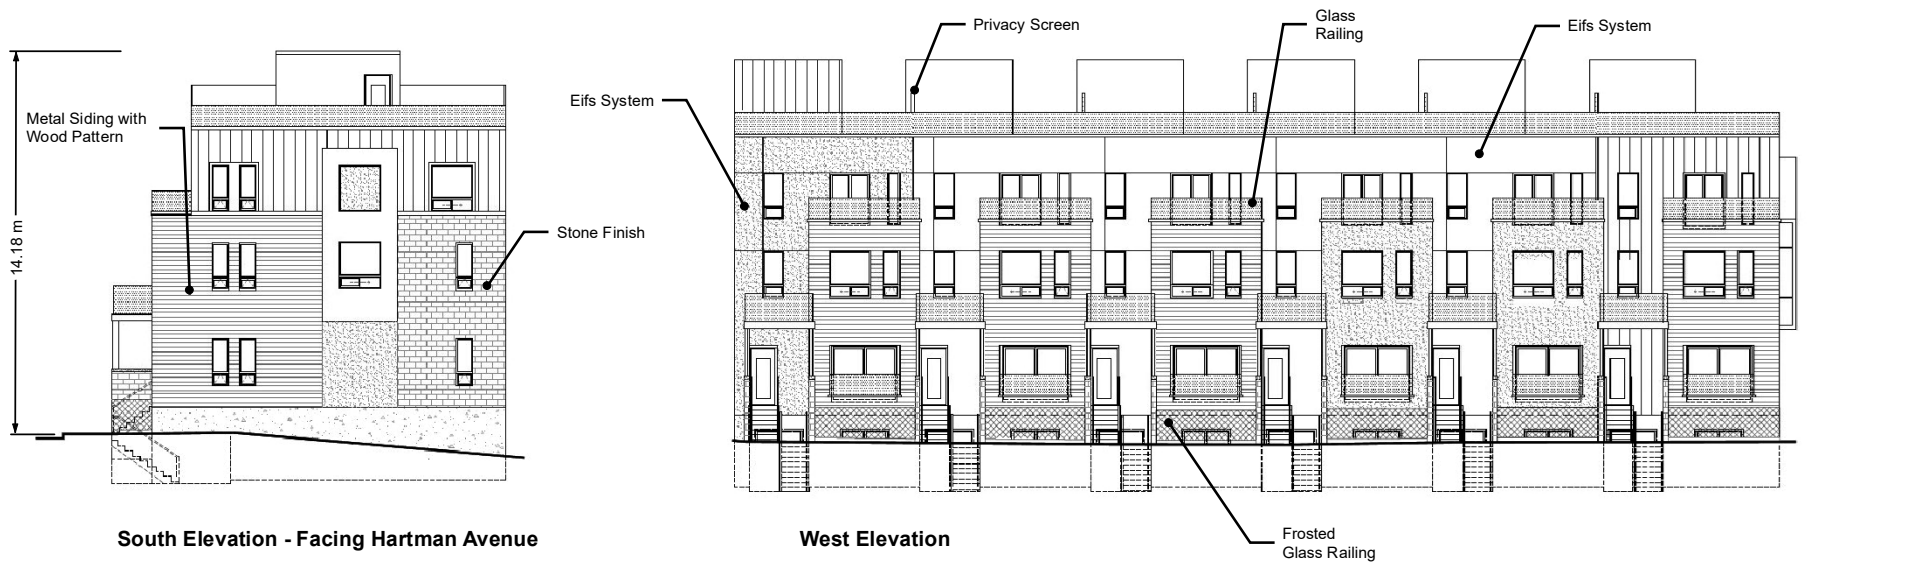 Privacy Screen
Glass
Railing
Eifs System
Eifs System
Metal Siding with
Wood Pattern
Stone Finish
14.18 m
South Elevation - Facing Hartman Avenue
West Elevation
Frosted
Glass Railing